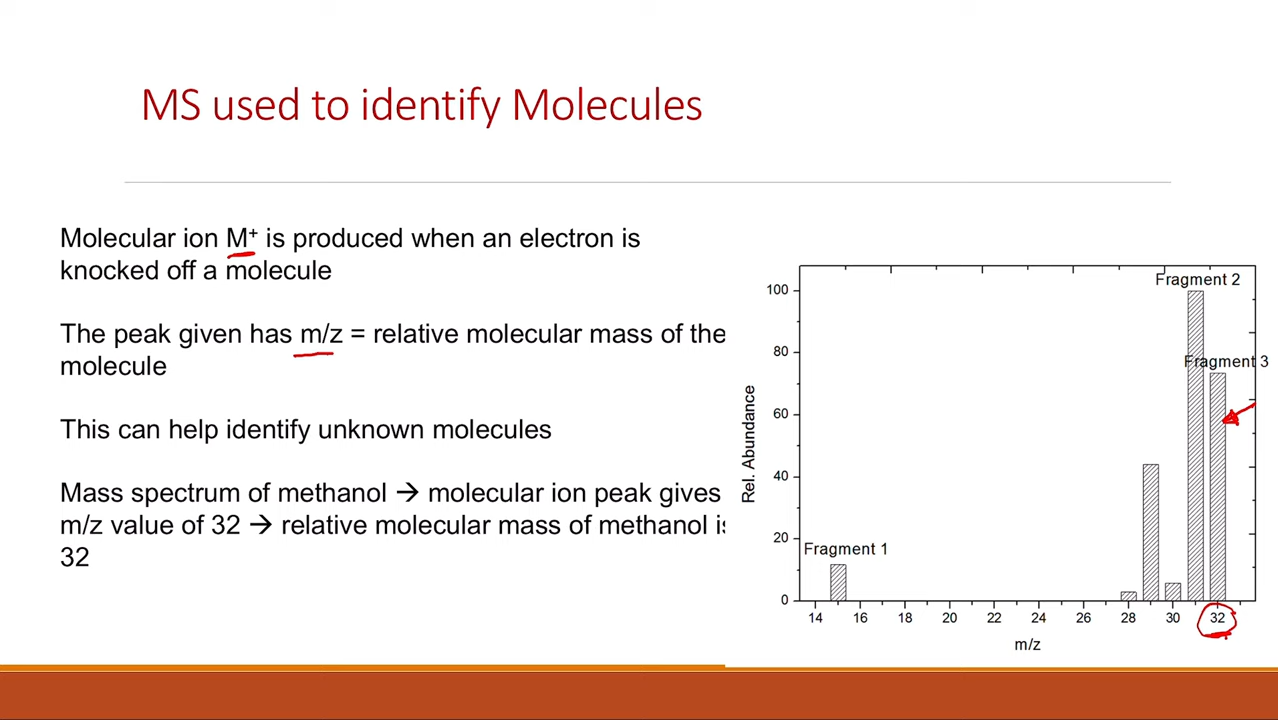 MS used to identify Molecules
Molecular ion M⁺ is produced when an electron is
knocked off a molecule
The peak given has m/z = relative molecular mass of the
molecule
This can help identify unknown molecules
Mass spectrum of methanol → molecular ion peak gives
m/z value of 32 → relative molecular mass of methanol is
32
Fragment 2
100
80
Fragment 3
60
Rel. Abundance
40
20
Fragment 1
0
14 16 18 20 22 24 26 28 30 32
m/z